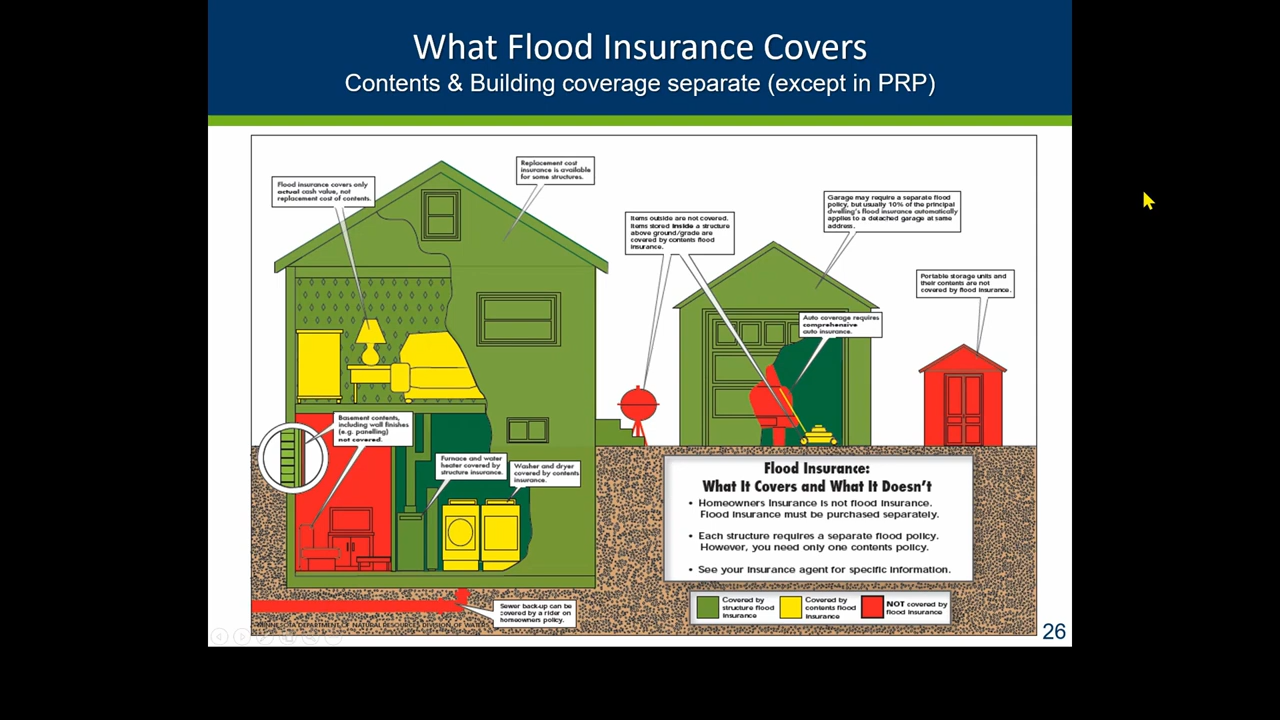 What Flood Insurance Covers
Contents & Building coverage separate (except in PRP)
Flood insurance covers only
actual cash value, not
replacement cost of contents.
Replacement cost
insurance is available
for some structures.
Items outside are not covered.
Items stored inside a structure
above ground/grade are
covered by contents flood
insurance.
Garage may require a separate flood
policy, but usually 10% of the principal
dwelling's flood insurance automatically
applies to a detached garage at same
address.
Portable storage units and
their contents are not
covered by flood insurance.
Auto coverage requires
comprehensive
auto insurance.
Basement contents,
including wall finishes
(e.g. panelling)
not covered.
Furnace and water
heater covered by
structure insurance.
Washer and dryer
covered by contents
insurance.
Flood Insurance:
What It Covers and What It Doesn't
• Homeowners Insurance is not flood insurance.
Flood insurance must be purchased separately.
• Each structure requires a separate flood policy.
However, you need only one contents policy.
• See your insurance agent for specific information.
Sewer back-up can be
covered by a rider on
homeowners policy.
Covered by
structure flood
insurance
Covered by
contents flood
insurance
NOT covered by
flood insurance
MINNESOTA DEPARTMENT OF NATURAL RESOURCES DIVISION OF WATERS
26